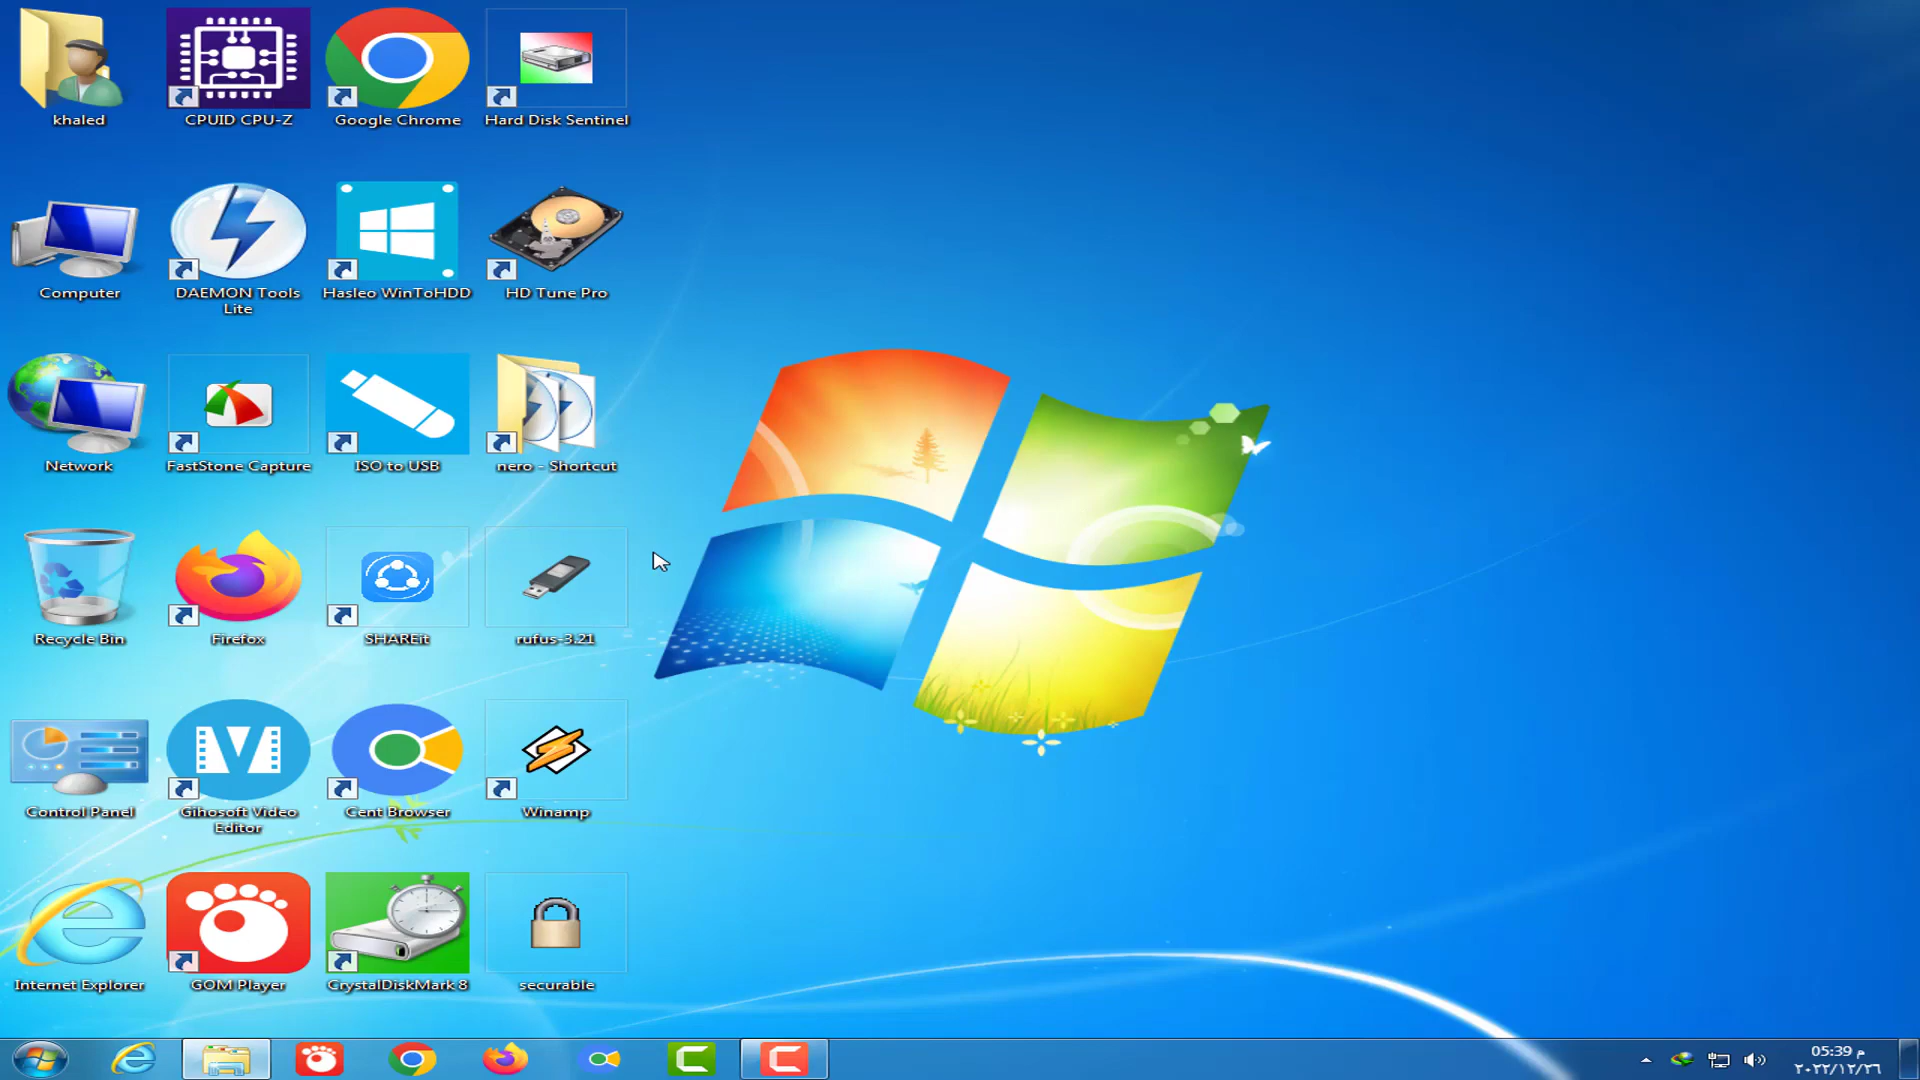 khaled
CPUID CPU-Z
Google Chrome
Hard Disk Sentinel
Computer
DAEMON Tools
Lite
Hasleo WinToHDD
HD Tune Pro
Network
FastStone Capture
ISO to USB
nero - Shortcut
Recycle Bin
Firefox
SHAREit
rufus-3.21
Control Panel
Gihosoft Video
Editor
Cent Browser
Winamp
Internet Explorer
GOM Player
CrystalDiskMark 8
securable
05:39 م
٢٠٢٢/١٢/٢٦